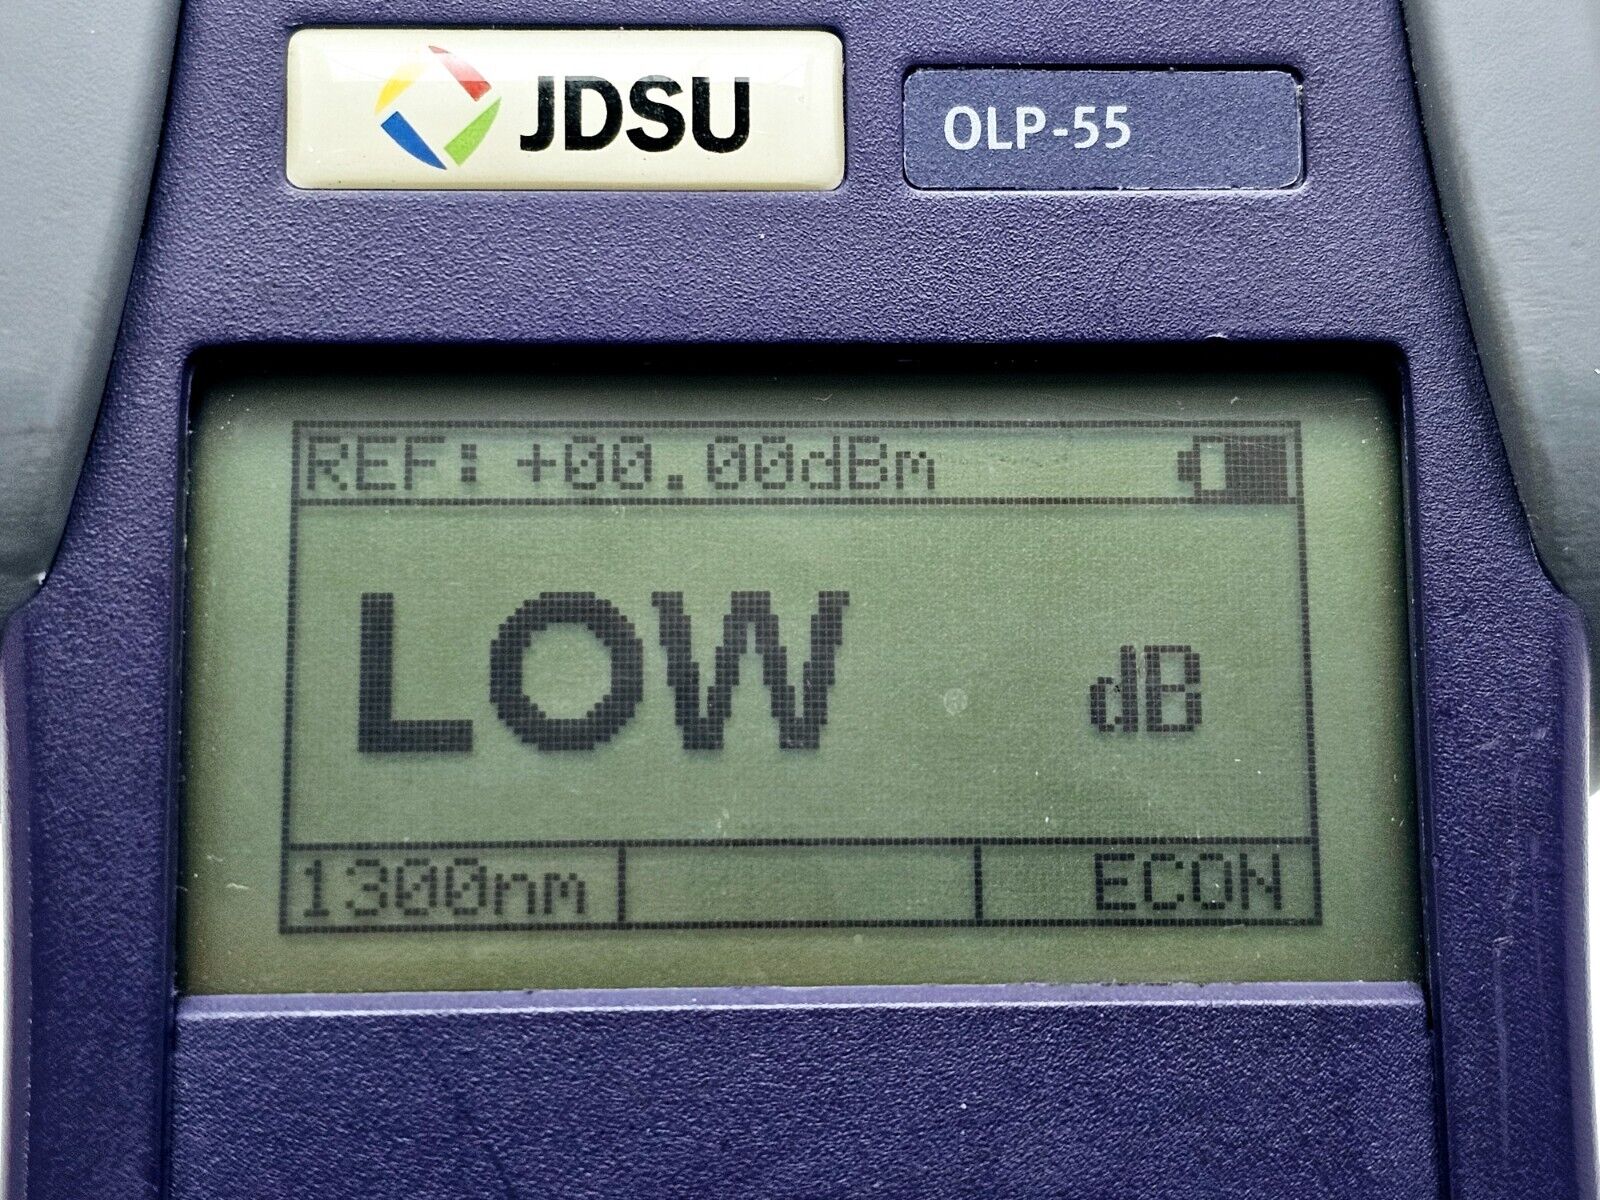 JDSU
OLP-55
REF: +00.00dBm
LOW dB
1300nm ECON